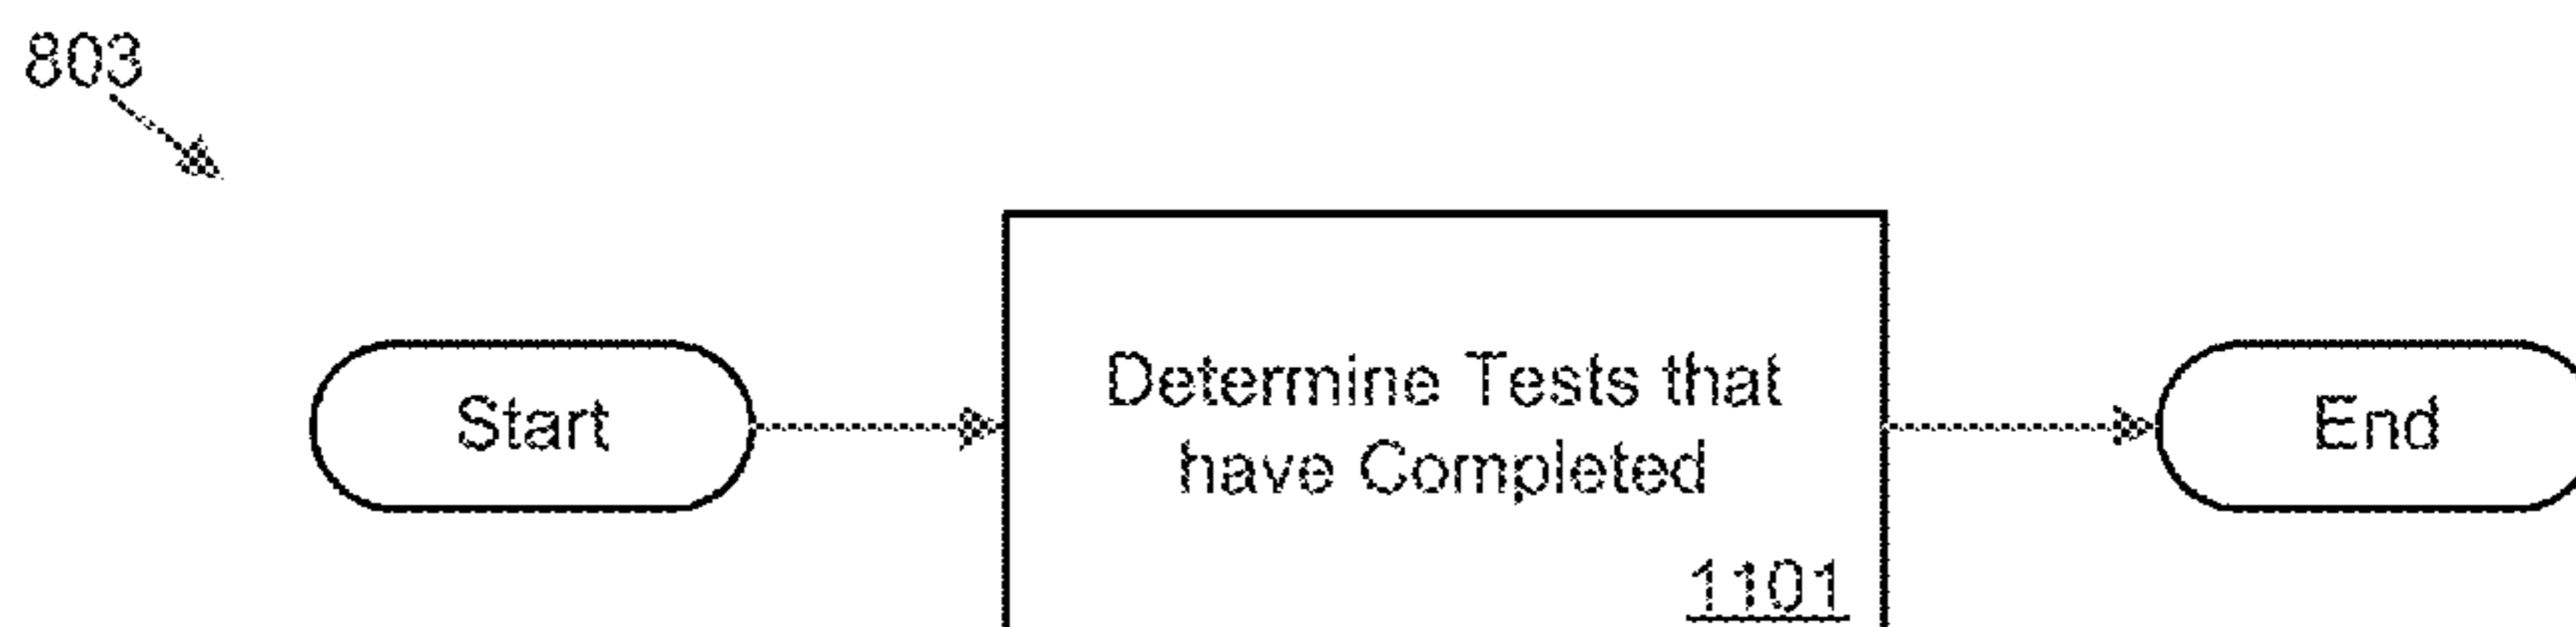 803
Start
Determine Tests that
have Completed
1101
End